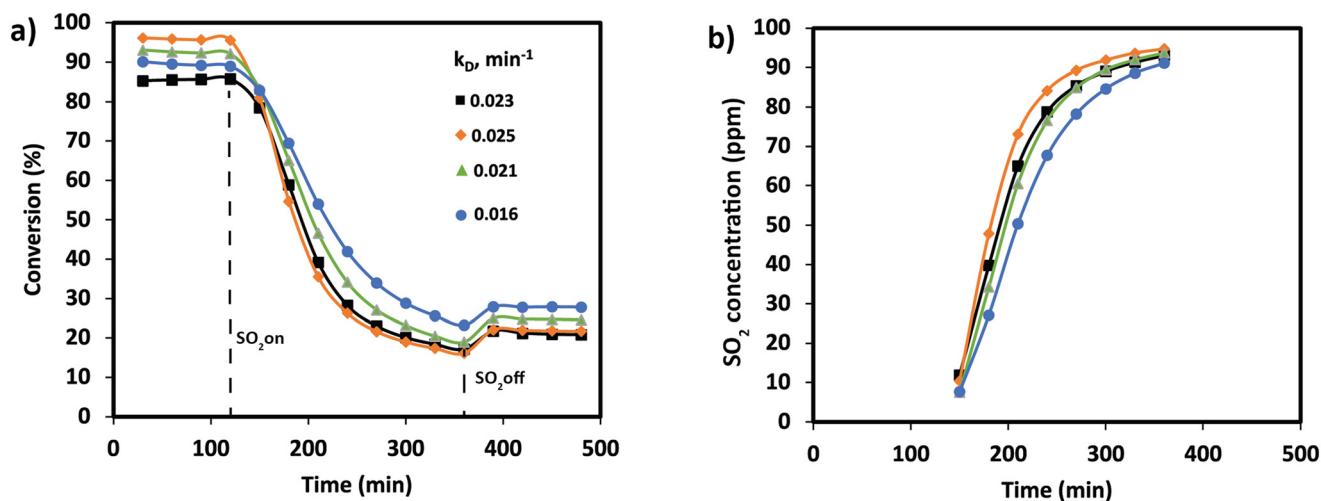 a)
Conversion (%)
100
90
80
70
60
50
40
30
20
10
0
k_D, min⁻¹
0.023
0.025
0.021
0.016
SO₂on
SO₂off
0 100 200 300 400 500
Time (min)
b)
SO₂ concentration (ppm)
100
90
80
70
60
50
40
30
20
10
0
0 100 200 300 400 500
Time (min)